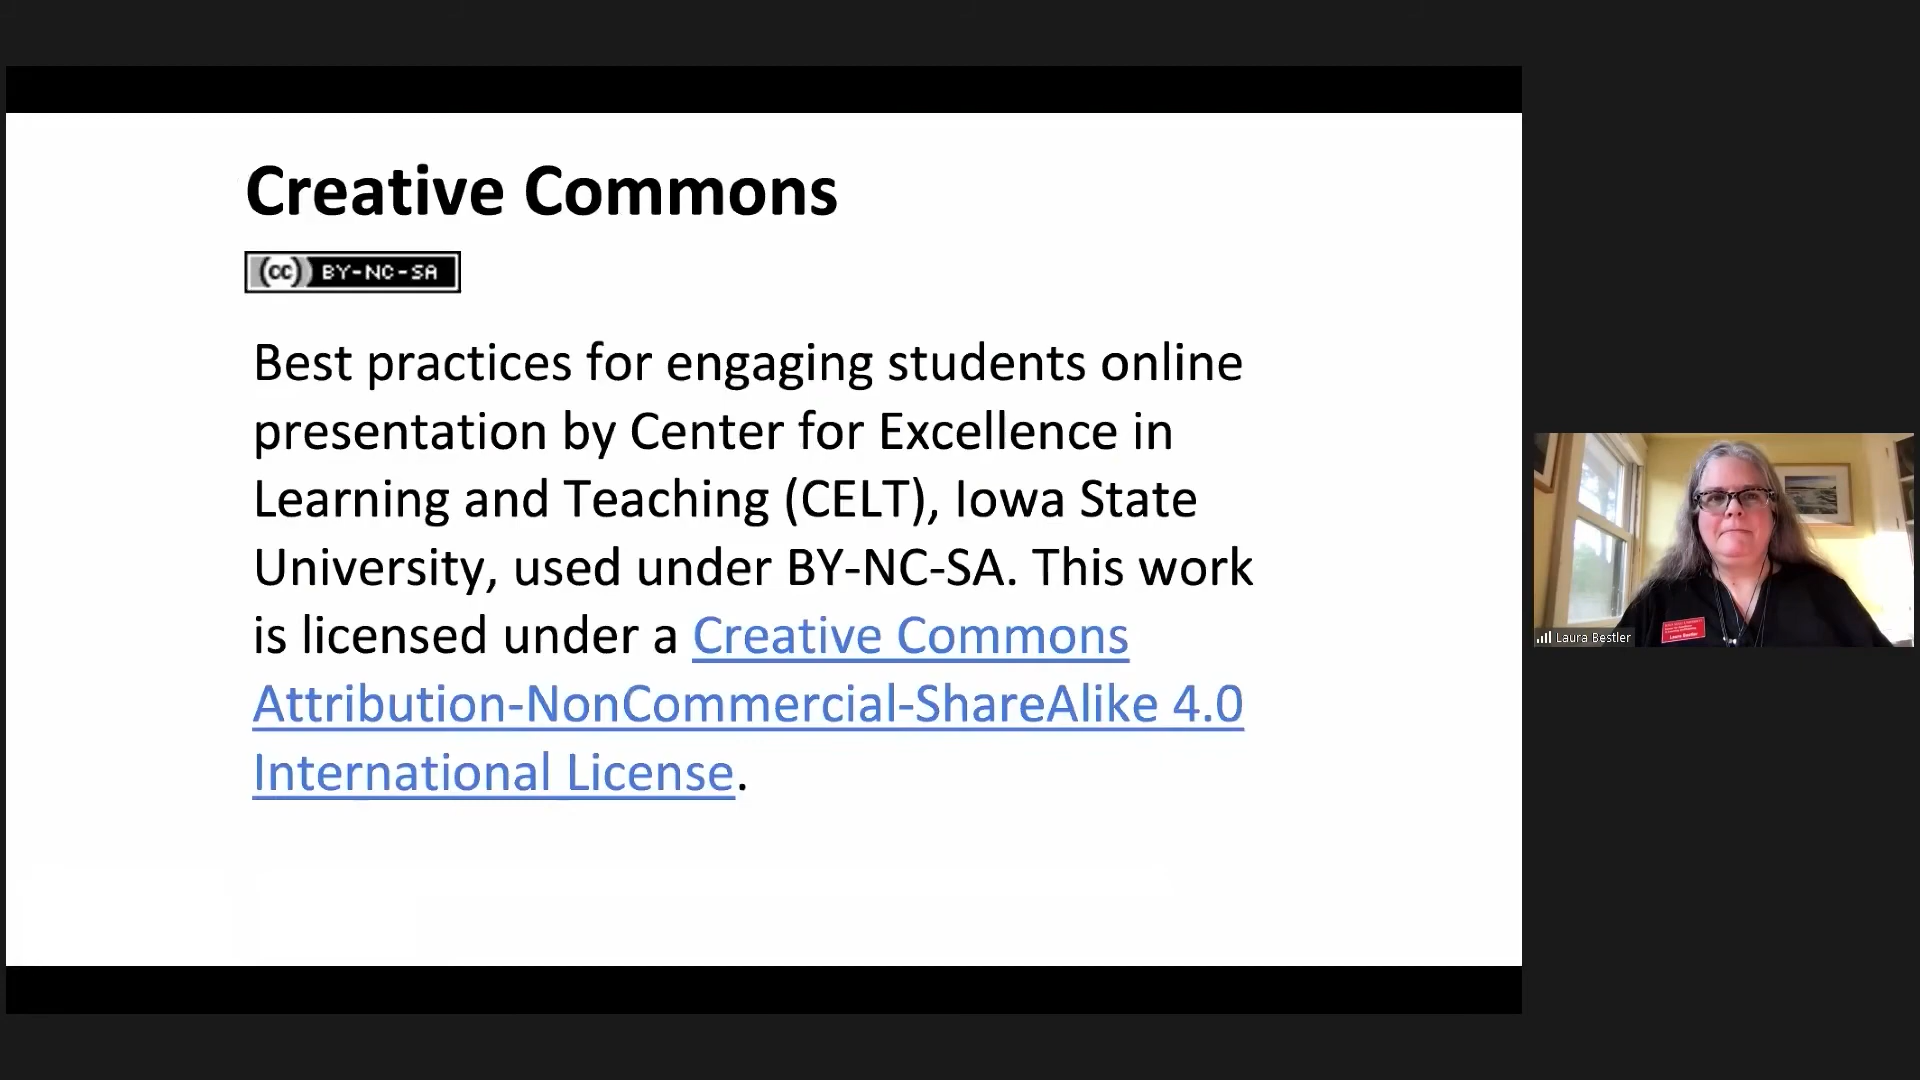 Creative Commons
(cc) BY-NC-SA
Best practices for engaging students online
presentation by Center for Excellence in
Learning and Teaching (CELT), Iowa State
University, used under BY-NC-SA. This work
is licensed under a Creative Commons
Attribution-NonCommercial-ShareAlike 4.0
International License.
Laura Bestler